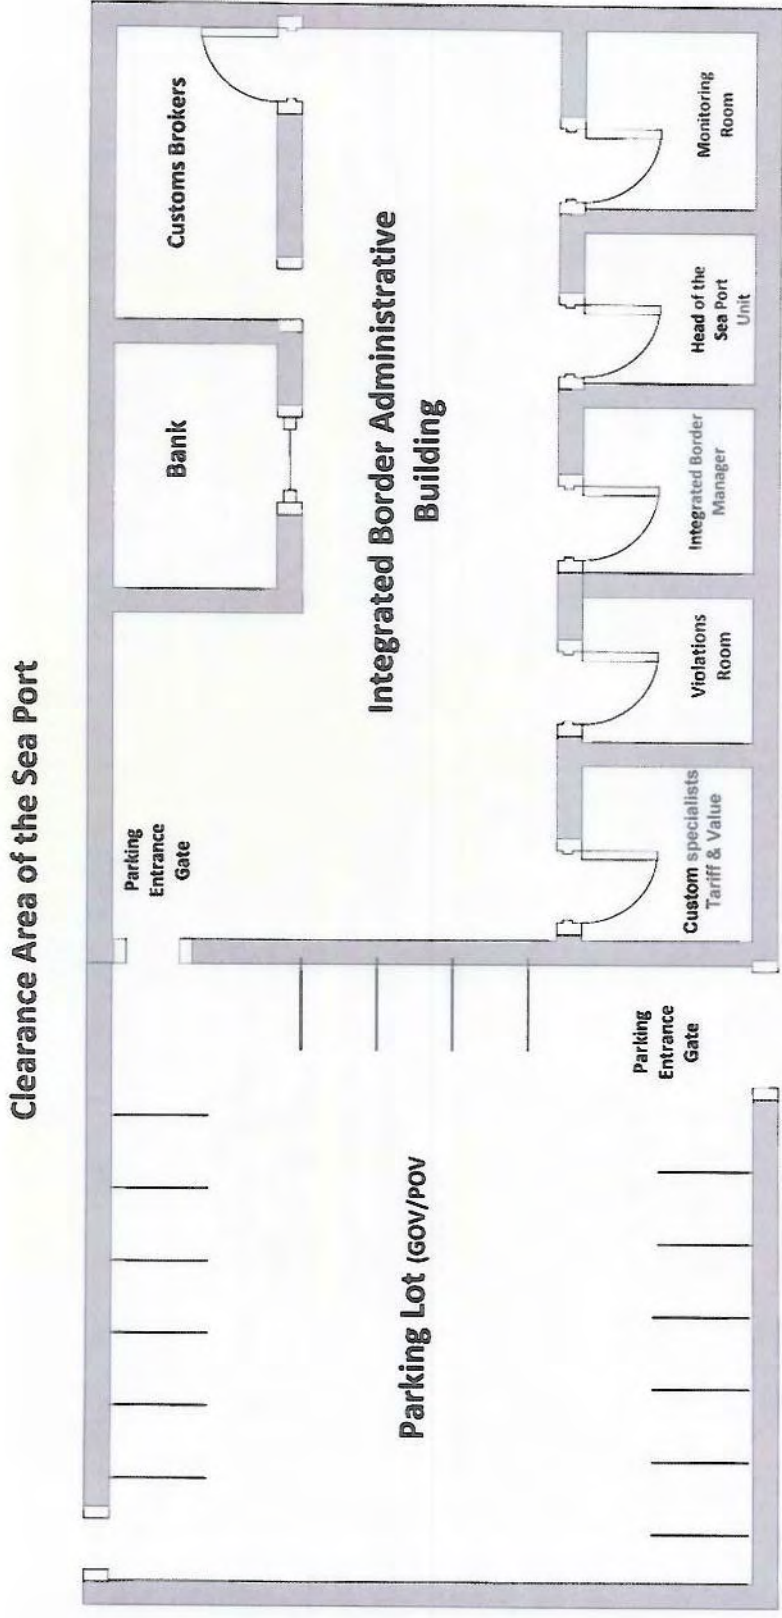 Clearance Area of the Sea Port
Customs Brokers
Bank
Parking
Entrance
Gate
Integrated Border Administrative
Building
Parking Lot (GOV/POV
Parking
Entrance
Gate
Custom specialists
Tariff & Value
Violations
Room
Integrated Border
Manager
Head of the
Sea Port
Unit
Monitoring
Room